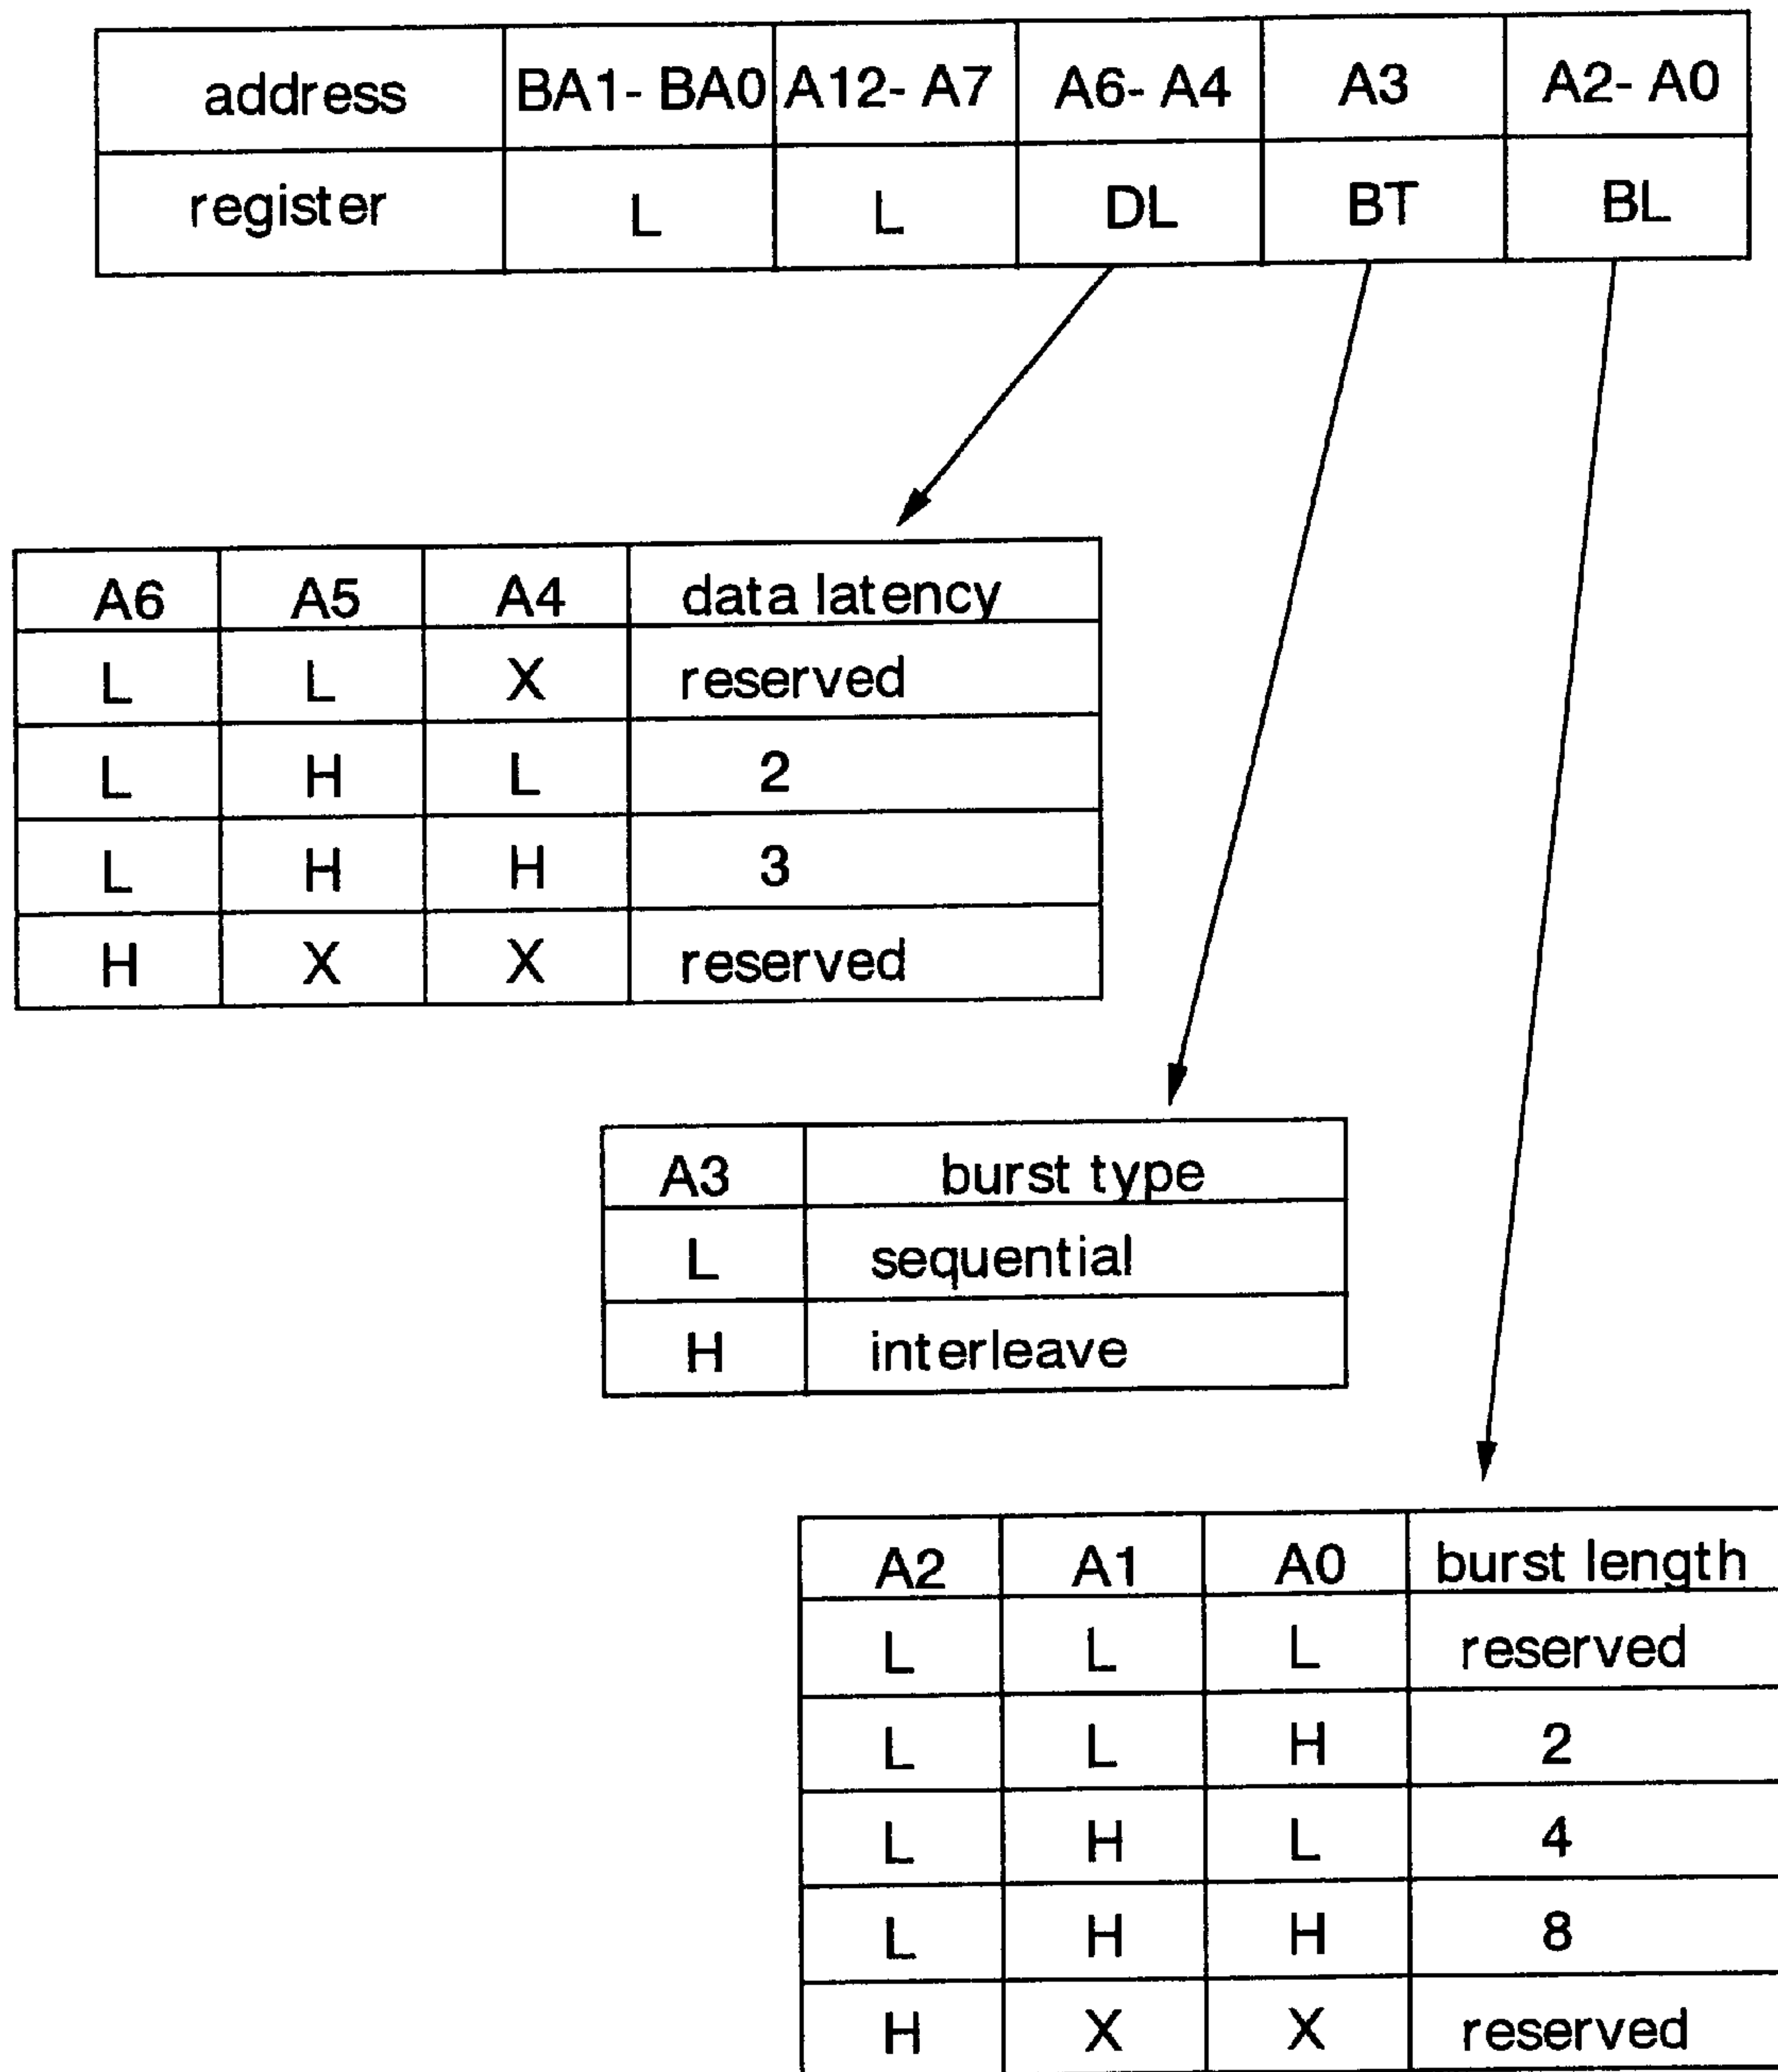 address BA1- BA0 A12- A7 A6- A4 A3 A2- A0
register L L DL BT BL
A6 A5 A4 data latency
L L X reserved
L H L 2
L H H 3
H X X reserved
A3 burst type
L sequential
H interleave
A2 A1 A0 burst length
L L L reserved
L L H 2
L H L 4
L H H 8
H X X reserved